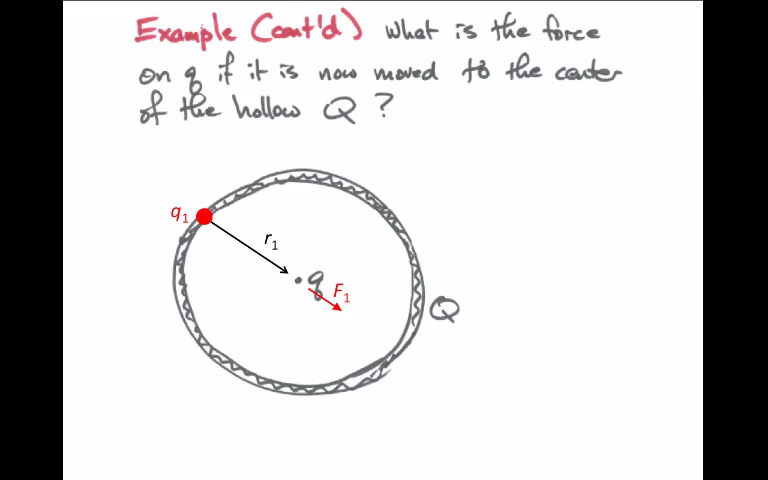 Example (cont'd) What is the force
on q if it is now moved to the center
of the hollow Q ?
q1
r1
q
F1
Q